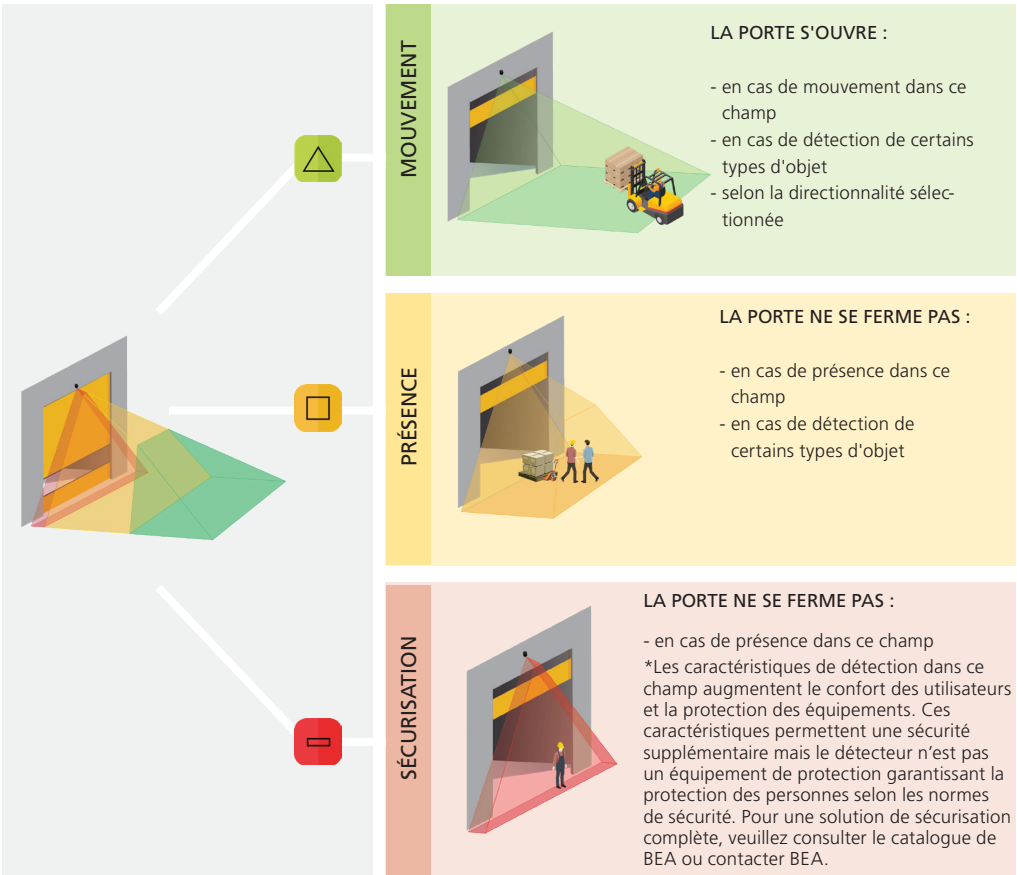 MOUVEMENT
LA PORTE S'OUVRE :
- en cas de mouvement dans ce
champ
- en cas de détection de certains
types d'objet
- selon la directionnalité sélec-
tionnée
PRÉSENCE
LA PORTE NE SE FERME PAS :
- en cas de présence dans ce
champ
- en cas de détection de
certains types d'objet
SÉCURISATION
LA PORTE NE SE FERME PAS :
- en cas de présence dans ce champ
*Les caractéristiques de détection dans ce
champ augmentent le confort des utilisateurs
et la protection des équipements. Ces
caractéristiques permettent une sécurité
supplémentaire mais le détecteur n’est pas
un équipement de protection garantissant la
protection des personnes selon les normes
de sécurité. Pour une solution de sécurisation
complète, veuillez consulter le catalogue de
BEA ou contacter BEA.